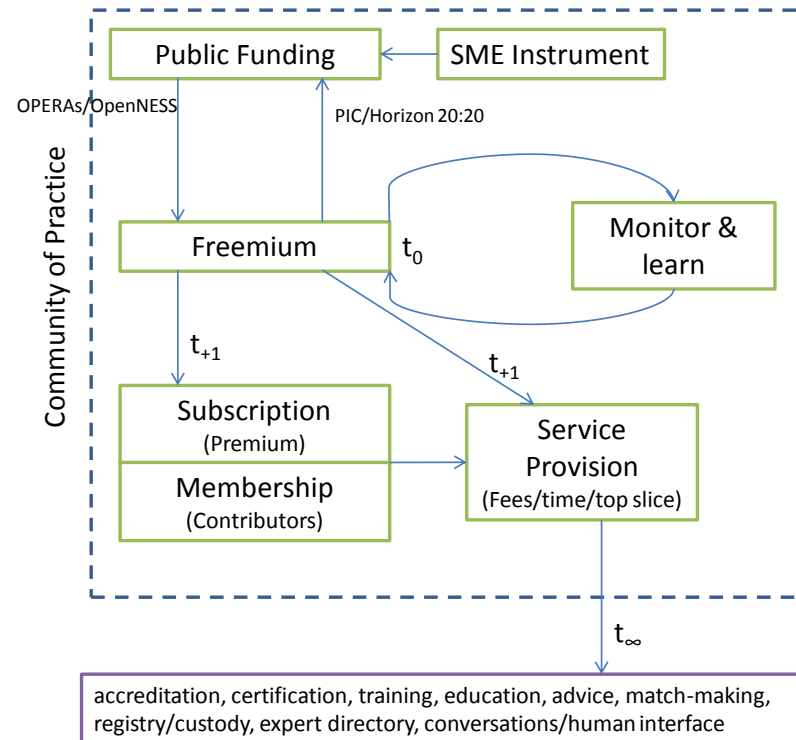 Public Funding
SME Instrument
OPERAs/OpenNESS
PIC/Horizon 20:20
Community of Practice
Freemium
t0
Monitor &
learn
t+1
t+1
Subscription
(Premium)
Membership
(Contributors)
Service
Provision
(Fees/time/top slice)
t∞
accreditation, certification, training, education, advice, match-making,
registry/custody, expert directory, conversations/human interface